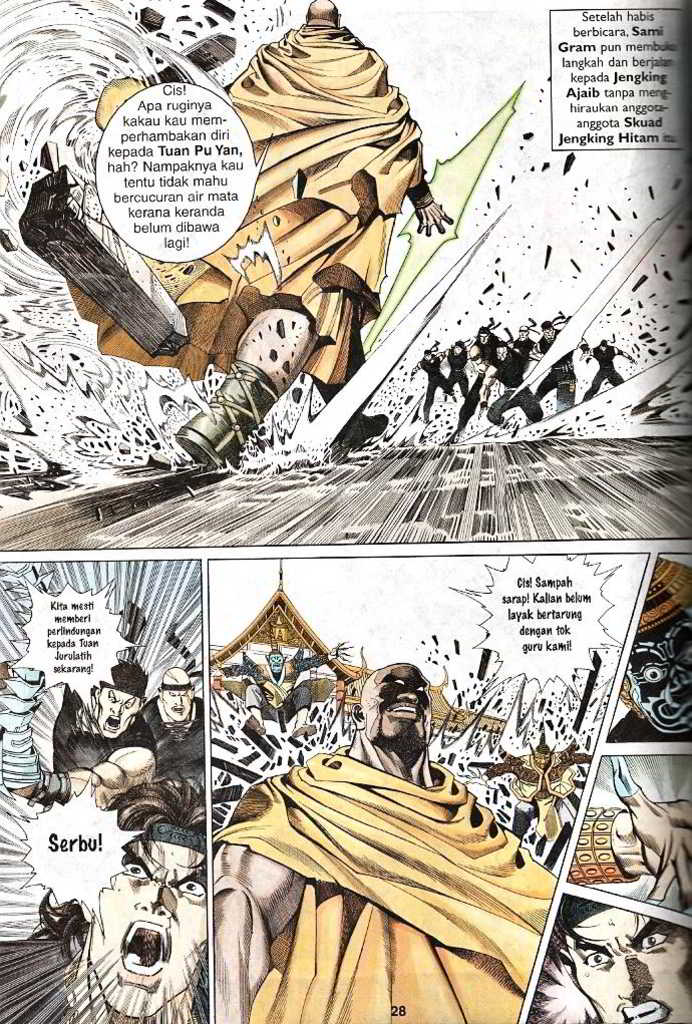 Setelah habis
berbicara, Sami
Gram pun membuka
langkah dan berjalan
kepada Jengking
Ajaib tanpa meng-
hiraukan anggota-
anggota Skuad
Jengking Hitam itu.
Cis!
Apa ruginya
kakau kau mem-
perhambakan diri
kepada Tuan Pu Yan,
hah? Nampaknya kau
tentu tidak mahu
bercucuran air mata
kerana keranda
belum dibawa
lagi!
Kita mesti
memberi
perlindungan
kepada Tuan
Jurulatih
sekarang!
Serbu!
Cis! Sampah
sarap! Kalian belum
layak bertarung
dengan tok
guru kami!
28